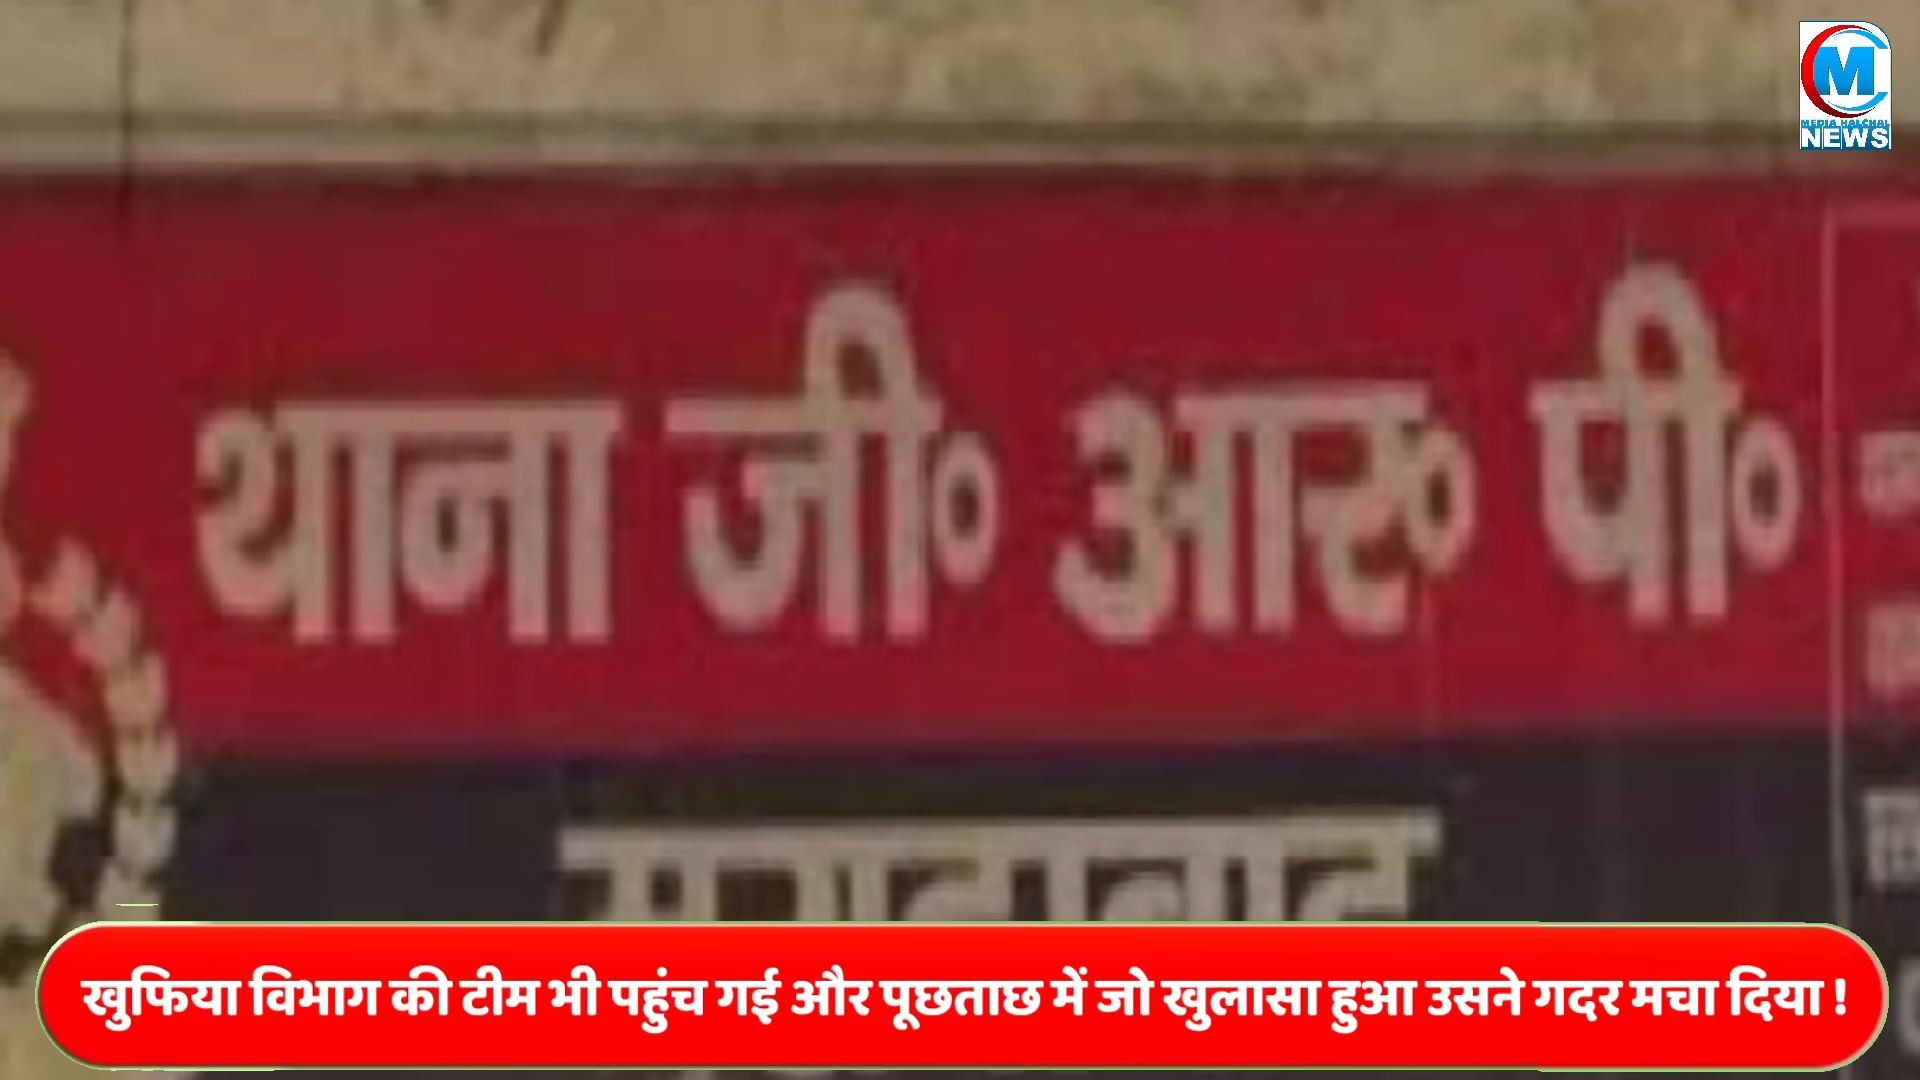 MEDIA HALCHAL
NEWS
थाना जी० आर० पी०
मुरादाबाद
खुफिया विभाग की टीम भी पहुंच गई और पूछताछ में जो खुलासा हुआ उसने गदर मचा दिया !